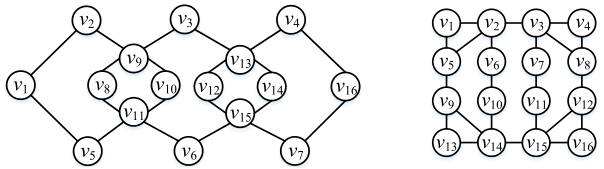 v2 v3 v4
v9 v13
v1 v8 v10 v12 v14 v16
v11 v15
v5 v6 v7
v1 v2 v3 v4
v5 v6 v7 v8
v9 v10 v11 v12
v13 v14 v15 v16